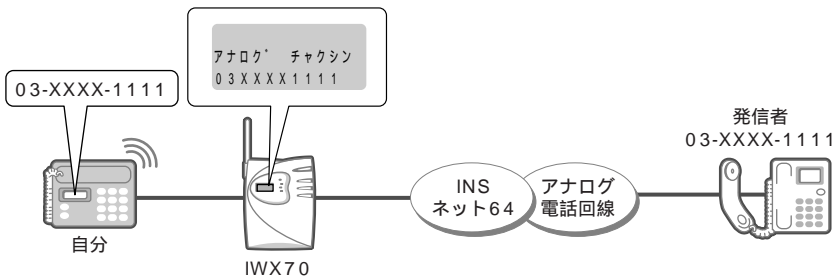 アナログ゛ チャクシン
03XXXX1111
03-XXXX-1111
発信者
03-XXXX-1111
INS
ネット64
アナログ
電話回線
自分
IWX70